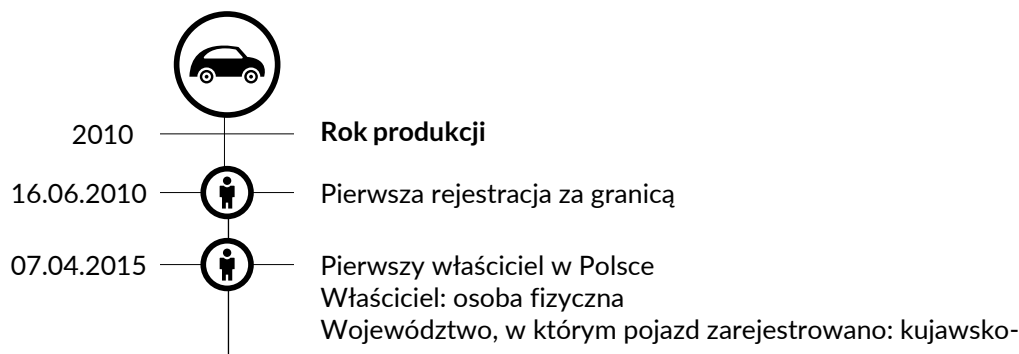 2010 Rok produkcji
16.06.2010 Pierwsza rejestracja za granicą
07.04.2015 Pierwszy właściciel w Polsce
Właściciel: osoba fizyczna
Województwo, w którym pojazd zarejestrowano: kujawsko-